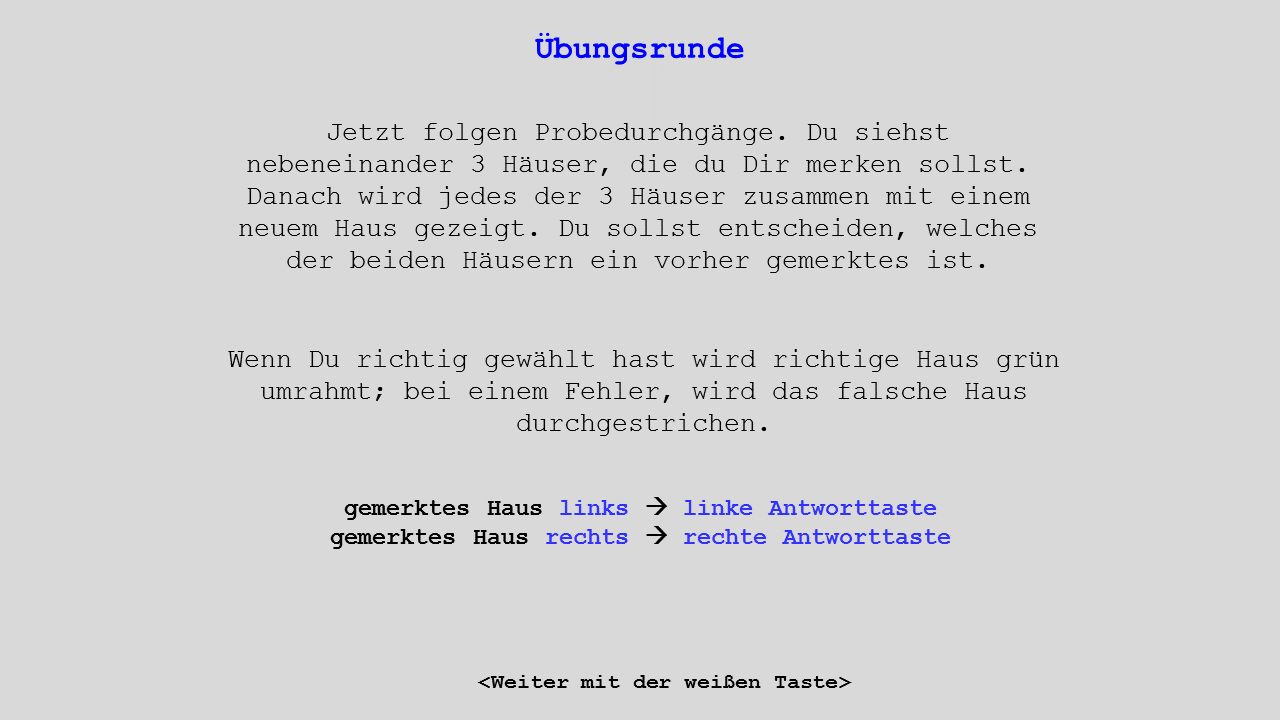 Übungsrunde
Jetzt folgen Probedurchgänge. Du siehst
nebeneinander 3 Häuser, die du Dir merken sollst.
Danach wird jedes der 3 Häuser zusammen mit einem
neuem Haus gezeigt. Du sollst entscheiden, welches
der beiden Häusern ein vorher gemerktes ist.
Wenn Du richtig gewählt hast wird richtige Haus grün
umrahmt; bei einem Fehler, wird das falsche Haus
durchgestrichen.
gemerktes Haus links → linke Antworttaste
gemerktes Haus rechts → rechte Antworttaste
<Weiter mit der weißen Taste>